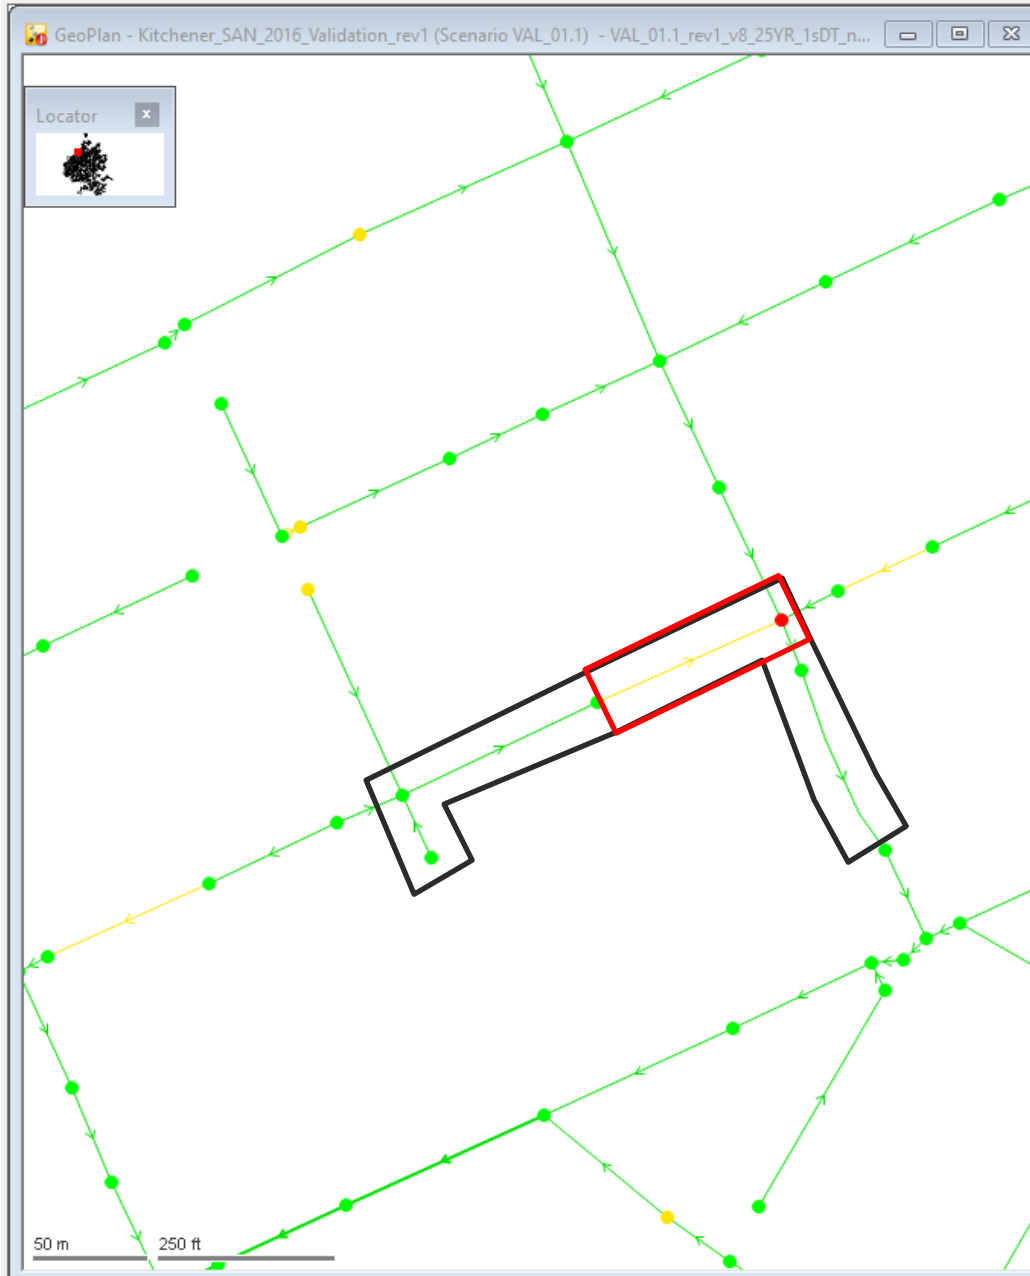 GeoPlan - Kitchener_SAN_2016_Validation_rev1 (Scenario VAL_01.1) - VAL_01.1_rev1_v8_25YR_1sDT_n...
Locator
50 m 250 ft